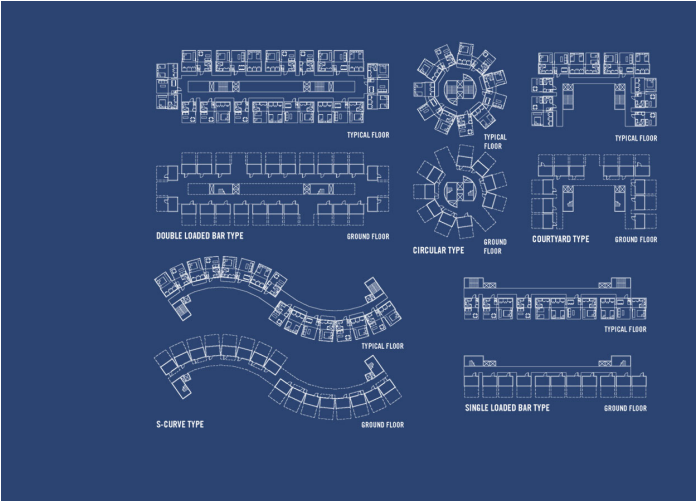 TYPICAL FLOOR
DOUBLE LOADED BAR TYPE
GROUND FLOOR
TYPICAL
FLOOR
CIRCULAR TYPE
GROUND
FLOOR
TYPICAL FLOOR
COURTYARD TYPE
GROUND FLOOR
TYPICAL FLOOR
S-CURVE TYPE
GROUND FLOOR
TYPICAL FLOOR
SINGLE LOADED BAR TYPE
GROUND FLOOR